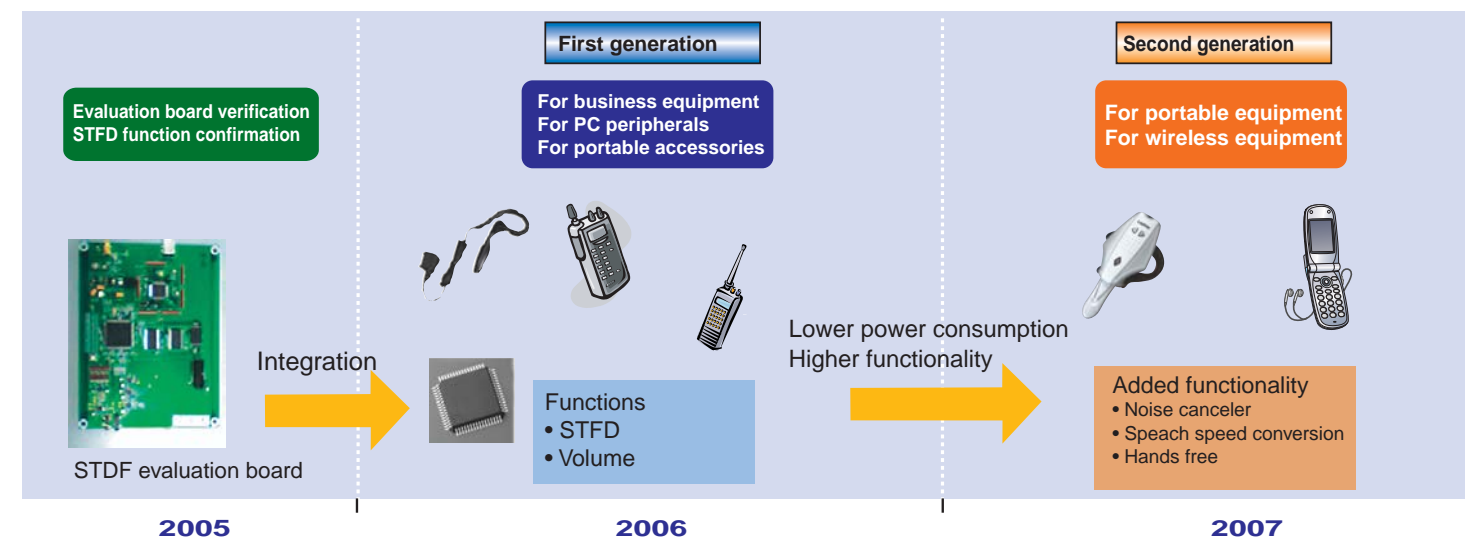 First generation
Second generation
Evaluation board verification
STFD function confirmation
For business equipment
For PC peripherals
For portable accessories
For portable equipment
For wireless equipment
Integration
Lower power consumption
Higher functionality
Functions
• STFD
• Volume
Added functionality
• Noise canceler
• Speach speed conversion
• Hands free
STDF evaluation board
2005
2006
2007